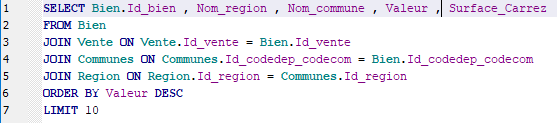 1 SELECT Bien.Id_bien , Nom_region , Nom_commune , Valeur , Surface_Carrez
2 FROM Bien
3 JOIN Vente ON Vente.Id_vente = Bien.Id_vente
4 JOIN Communes ON Communes.Id_codedep_codecom = Bien.Id_codedep_codecom
5 JOIN Region ON Region.Id_region = Communes.Id_region
6 ORDER BY Valeur DESC
7 LIMIT 10